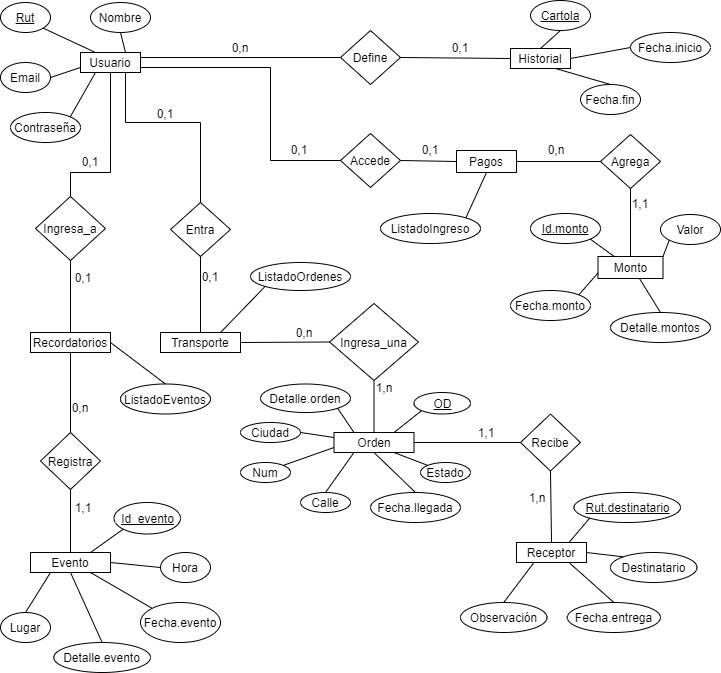 Rut
Nombre
Cartola
0,n
0,1
Fecha.inicio
Usuario
Define
Historial
Email
Fecha.fin
Contraseña
0,1
0,1
0,1
Accede
0,1
Pagos
0,n
Agrega
0,1
1,1
Ingresa_a
Entra
ListadoIngreso
Id.monto
Valor
0,1
0,1
ListadoOrdenes
Monto
Fecha.monto
Detalle.montos
Recordatorios
Transporte
0,n
Ingresa_una
ListadoEventos
1,n
Detalle.orden
OD
0,n
Ciudad
Orden
1,1
Recibe
Registra
Num
Estado
Calle
Fecha.llegada
1,n
1,1
Id_evento
Rut.destinatario
Evento
Hora
Receptor
Destinatario
Lugar
Fecha.evento
Observación
Fecha.entrega
Detalle.evento